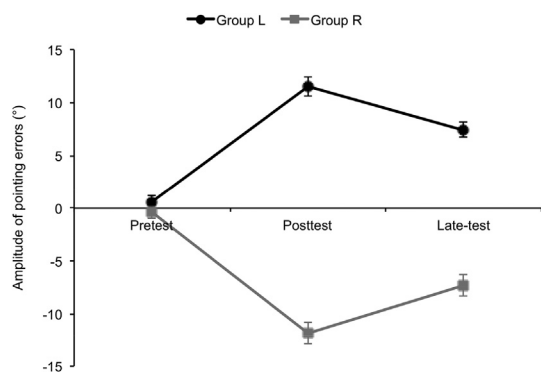 Group L Group R
Amplitude of pointing errors (°)
15
10
5
0
-5
-10
-15
Pretest Posttest Late-test